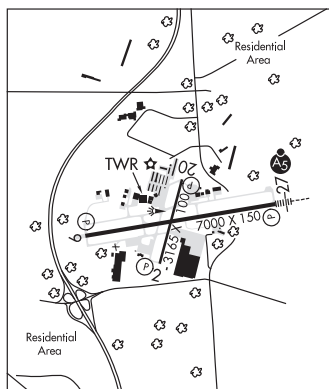 Residential
Area
TWR
20
A5
27
P
3165 X 100
P
7000 X 150
P
9
P
2
Residential
Area